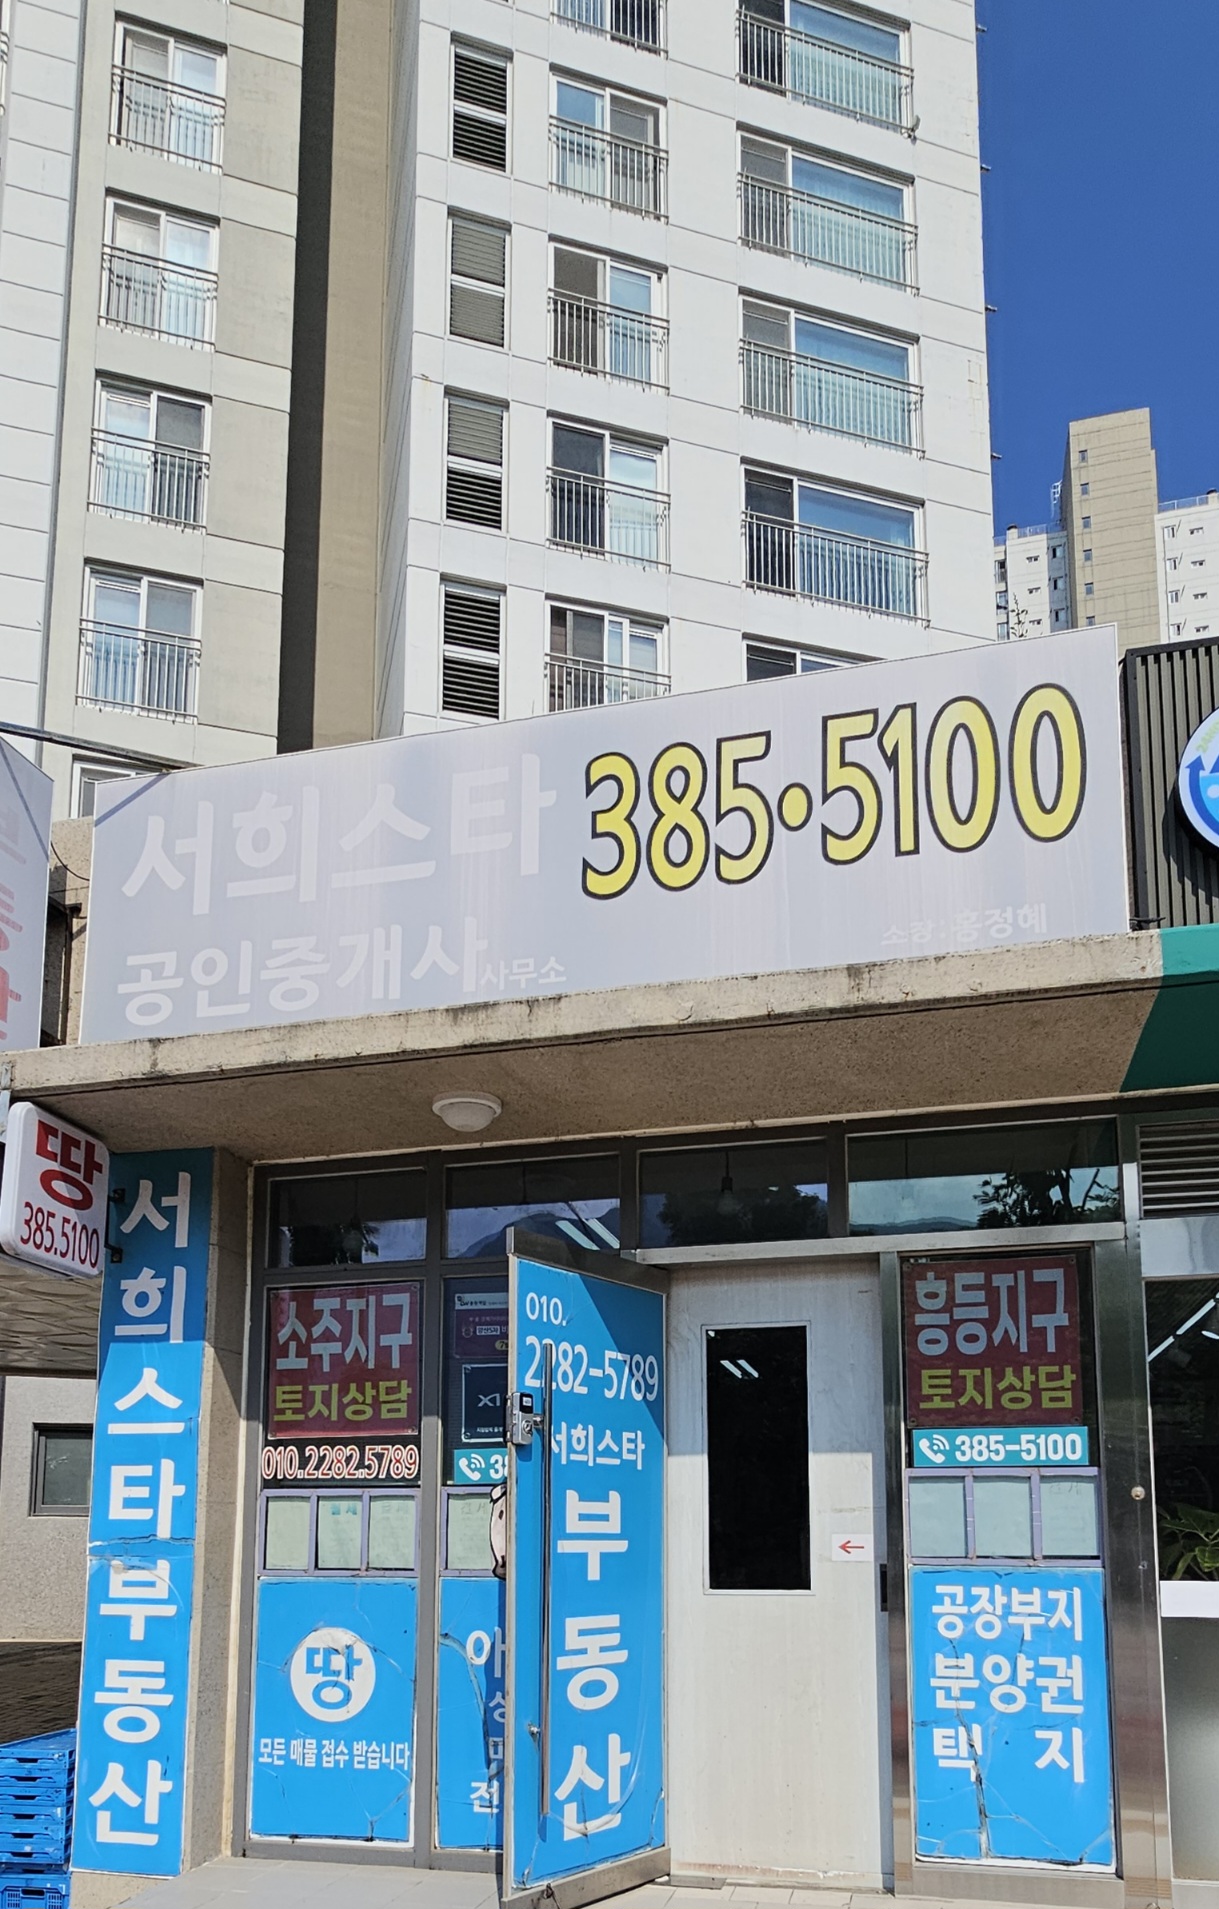 서희스타
385·5100
공인중개사사무소
소장:홍정혜
땅
385.5100
서희스타부동산
소주지구
토지상담
010.2282.5789
땅
모든 매물 접수 받습니다
X1
전
010.
2282-5789
서희스타
부동산
흥등지구
토지상담
385-5100
공장부지
분양권
택 지